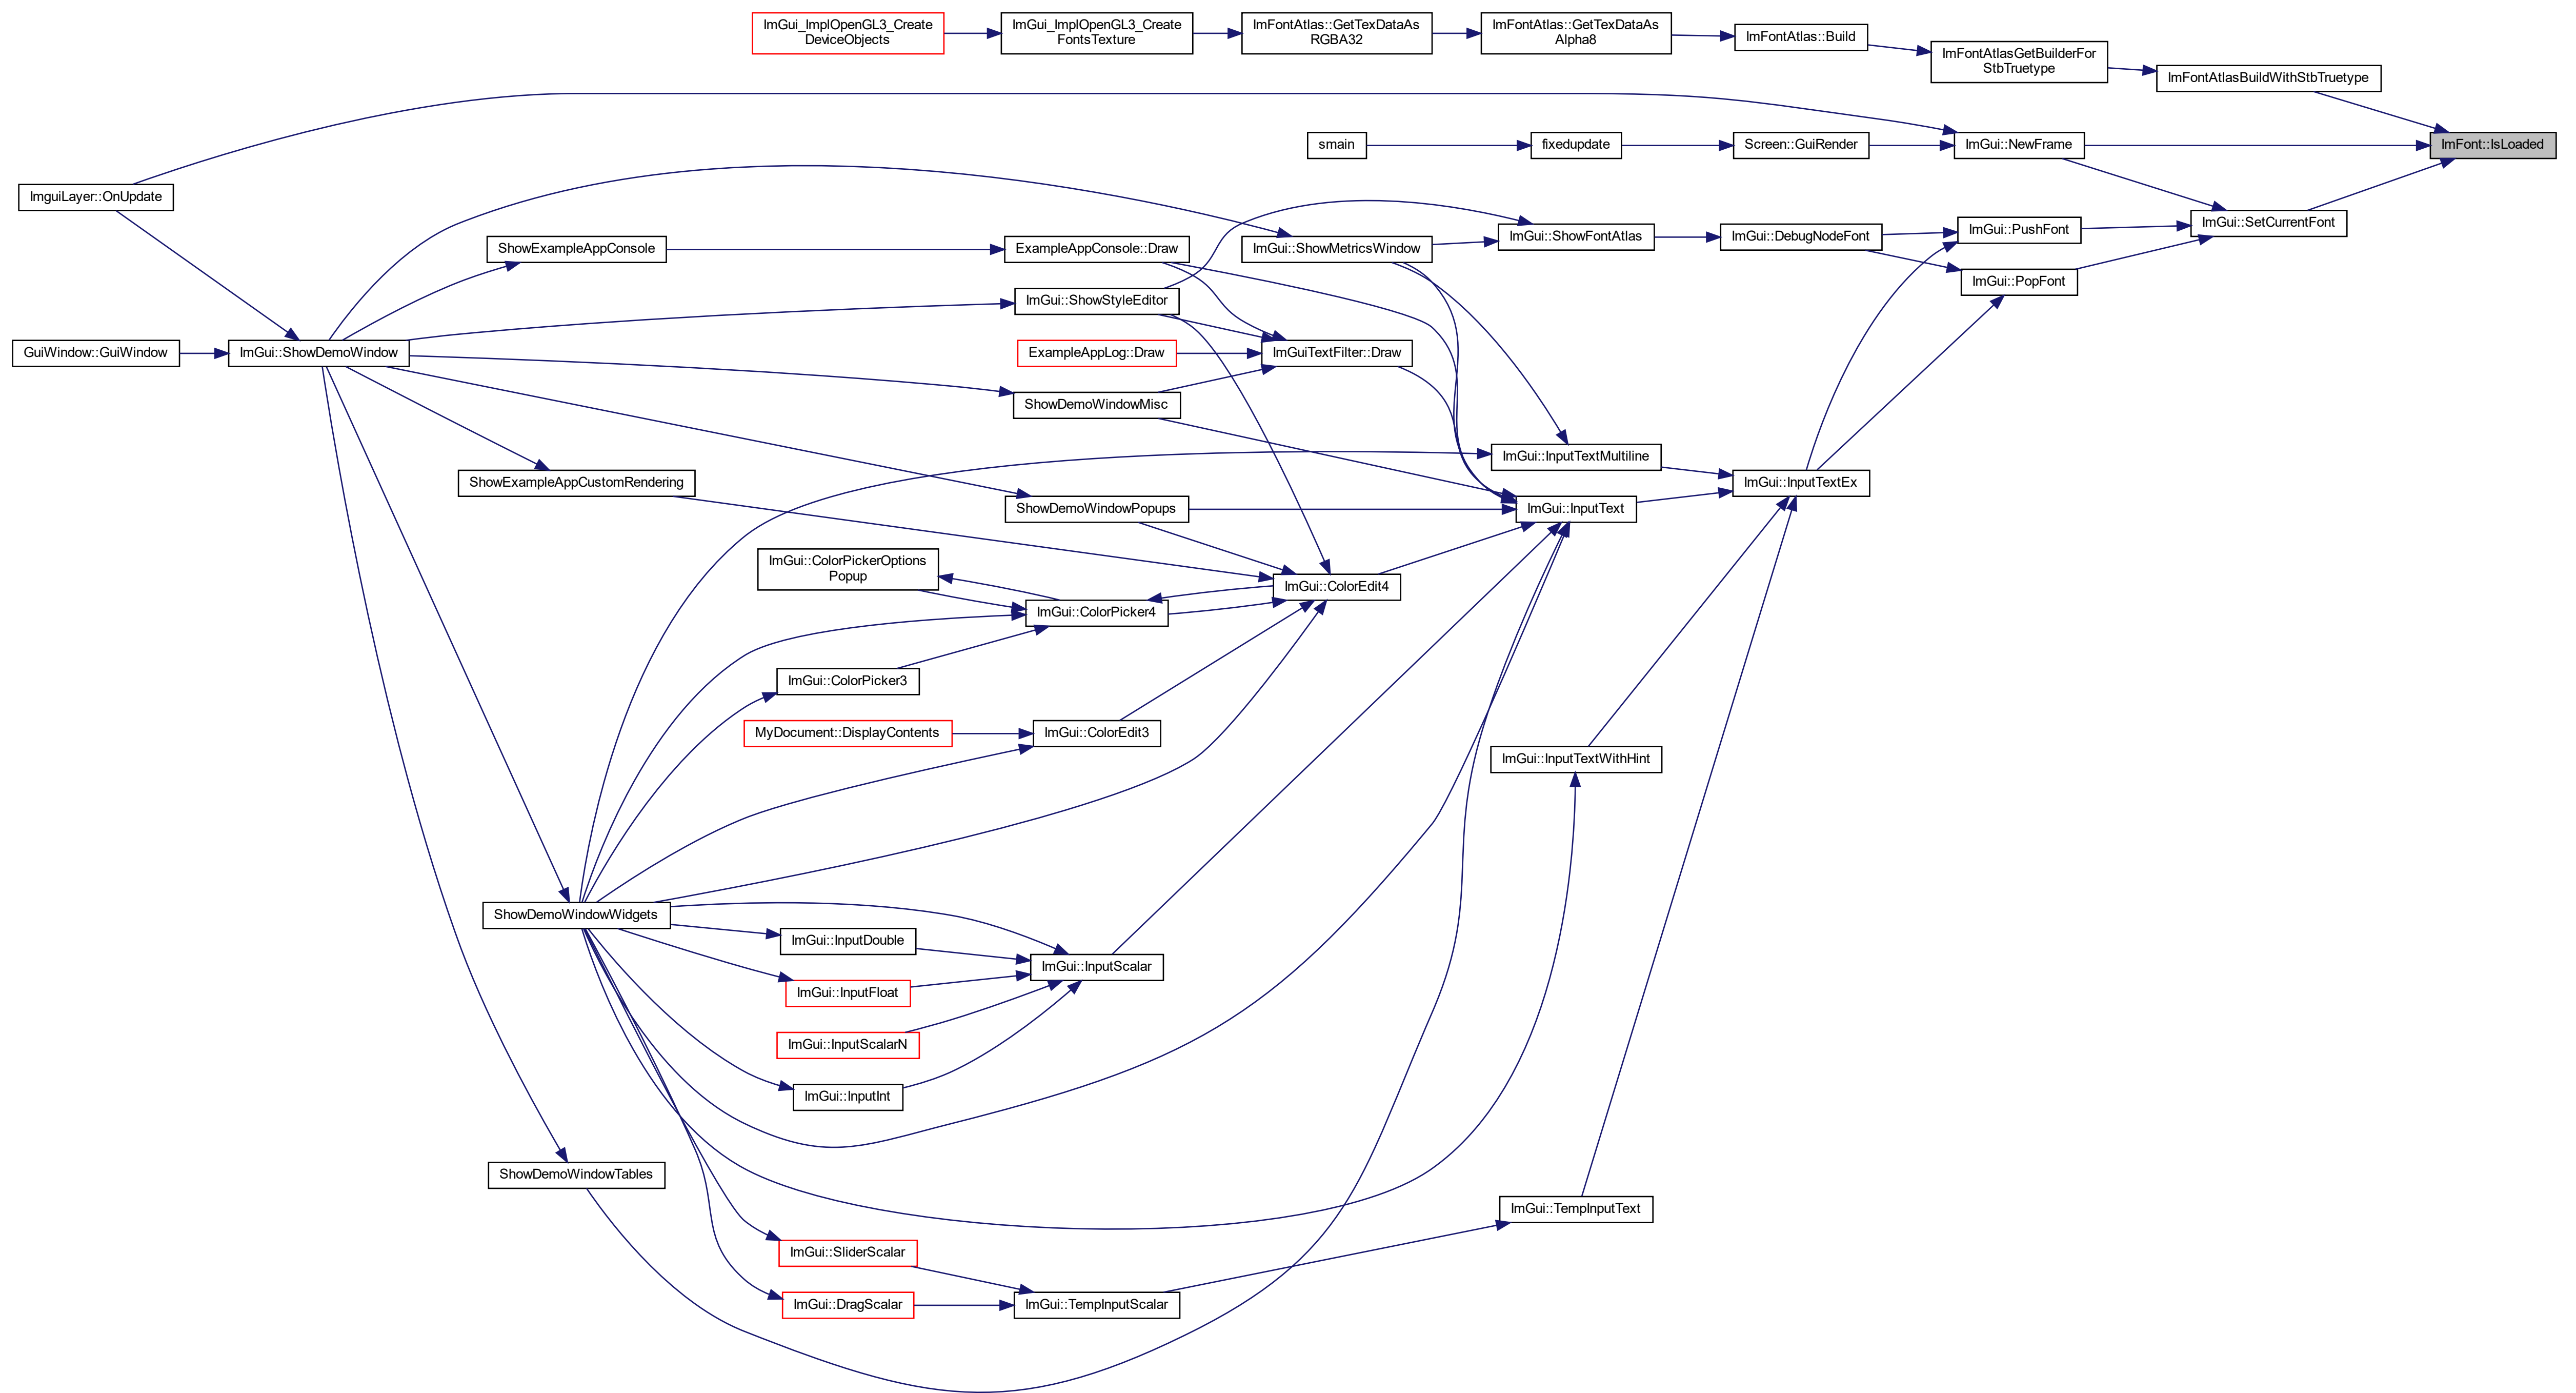 ImGui_ImplOpenGL3_Create
DeviceObjects
ImGui_ImplOpenGL3_Create
FontsTexture
ImFontAtlas::GetTexDataAs
RGBA32
ImFontAtlas::GetTexDataAs
Alpha8
ImFontAtlas::Build
ImFontAtlasGetBuilderFor
StbTruetype
ImFontAtlasBuildWithStbTruetype
smain
fixedupdate
Screen::GuiRender
ImGui::NewFrame
ImFont::IsLoaded
ImguiLayer::OnUpdate
ShowExampleAppConsole
ExampleAppConsole::Draw
ImGui::ShowMetricsWindow
ImGui::ShowFontAtlas
ImGui::DebugNodeFont
ImGui::PushFont
ImGui::SetCurrentFont
ImGui::PopFont
ImGui::ShowStyleEditor
GuiWindow::GuiWindow
ImGui::ShowDemoWindow
ExampleAppLog::Draw
ImGuiTextFilter::Draw
ShowDemoWindowMisc
ImGui::InputTextMultiline
ShowExampleAppCustomRendering
ImGui::InputTextEx
ShowDemoWindowPopups
ImGui::InputText
ImGui::ColorPickerOptions
Popup
ImGui::ColorEdit4
ImGui::ColorPicker4
ImGui::ColorPicker3
MyDocument::DisplayContents
ImGui::ColorEdit3
ImGui::InputTextWithHint
ShowDemoWindowWidgets
ImGui::InputDouble
ImGui::InputScalar
ImGui::InputFloat
ImGui::InputScalarN
ImGui::InputInt
ShowDemoWindowTables
ImGui::TempInputText
ImGui::SliderScalar
ImGui::DragScalar
ImGui::TempInputScalar